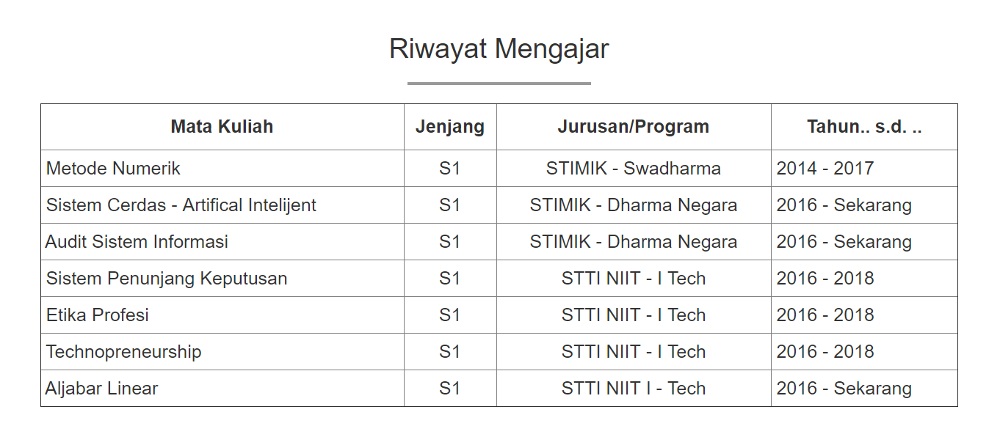 Riwayat Mengajar
Mata Kuliah Jenjang Jurusan/Program Tahun.. s.d. ..
Metode Numerik S1 STIMIK - Swadharma 2014 - 2017
Sistem Cerdas - Artifical Intelijent S1 STIMIK - Dharma Negara 2016 - Sekarang
Audit Sistem Informasi S1 STIMIK - Dharma Negara 2016 - Sekarang
Sistem Penunjang Keputusan S1 STTI NIIT - I Tech 2016 - 2018
Etika Profesi S1 STTI NIIT - I Tech 2016 - 2018
Technopreneurship S1 STTI NIIT - I Tech 2016 - 2018
Aljabar Linear S1 STTI NIIT I - Tech 2016 - Sekarang